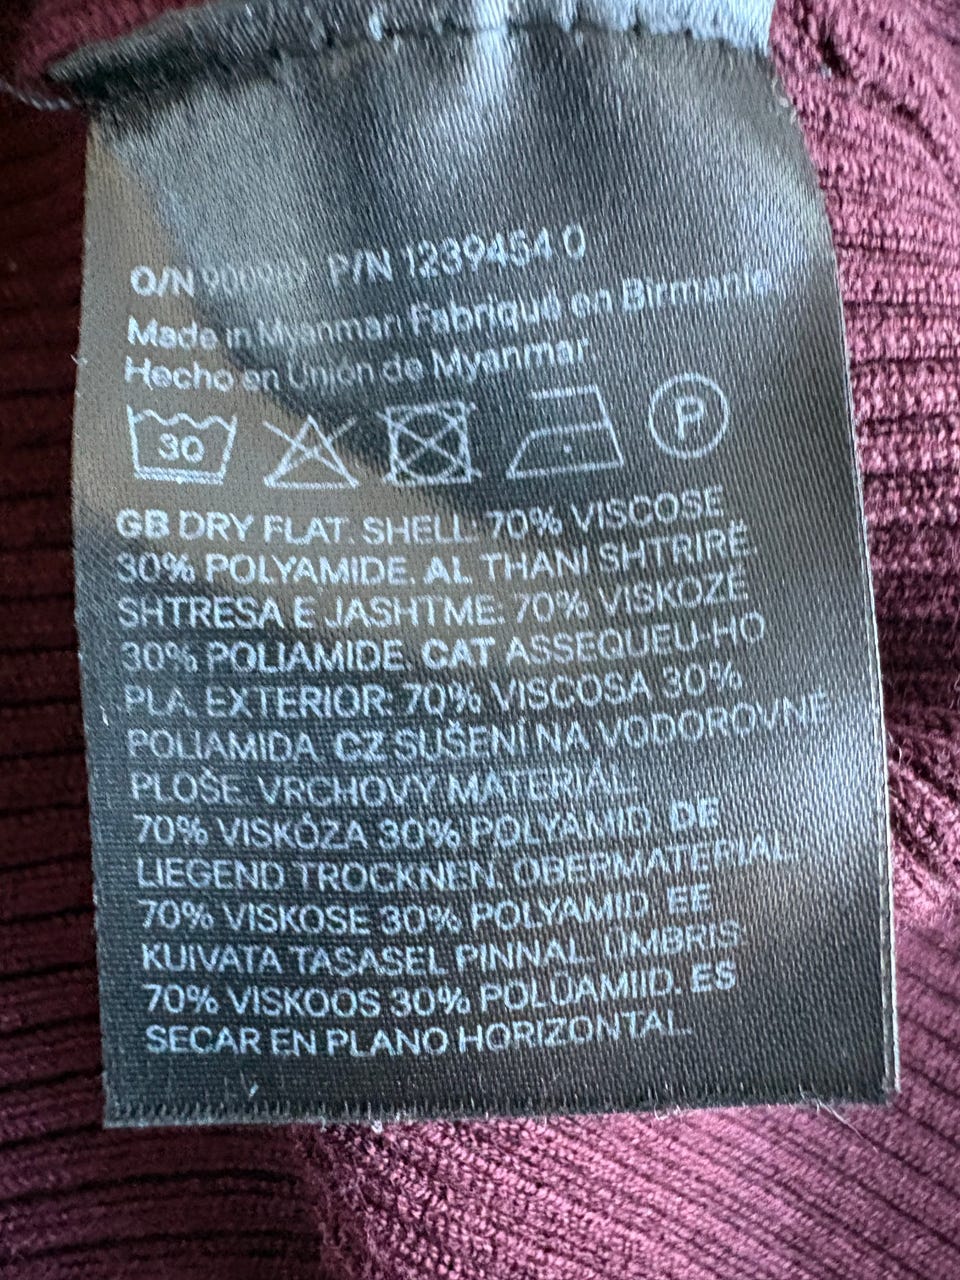 O/N P/N 1239454 0
Made in Myanmar Fabriqué en Birmanie
Hecho en Unión de Myanmar
30 P
GB DRY FLAT. SHELL: 70% VISCOSE
30% POLYAMIDE. AL THANI SHTRIRË.
SHTRESA E JASHTME: 70% VISKOZË
30% POLIAMIDE. CAT ASSEQUEU-HO
PLA. EXTERIOR: 70% VISCOSA 30%
POLIAMIDA. CZ SUŠENÍ NA VODOROVNÉ
PLOŠE. VRCHOVÝ MATERIÁL:
70% VISKÓZA 30% POLYAMID. DE
LIEGEND TROCKNEN. OBERMATERIAL:
70% VISKOSE 30% POLYAMID. EE
KUIVATA TASASEL PINNAL. ÜMBRIS:
70% VISKOOS 30% POLÜAMIID. ES
SECAR EN PLANO HORIZONTAL.